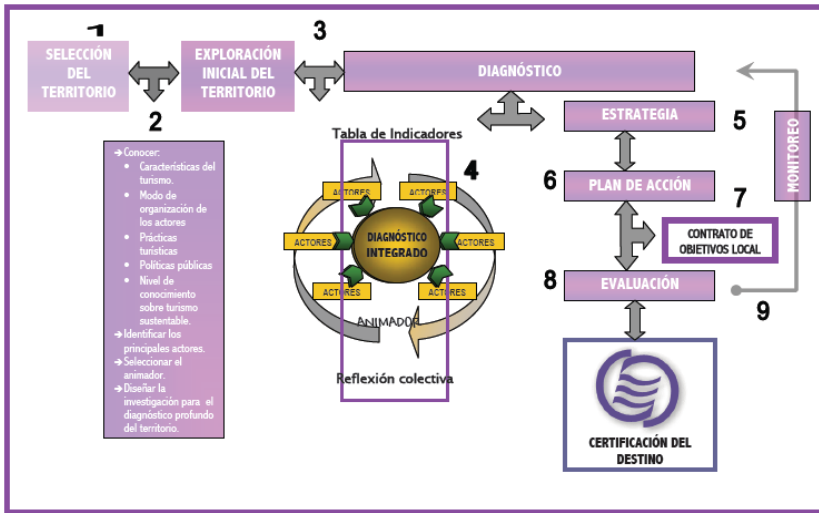 1
SELECCIÓN
DEL
TERRITORIO
EXPLORACIÓN
INICIAL DEL
TERRITORIO
3
DIAGNÓSTICO
2
→Conocer:
• Características del
turismo.
• Modo de
organización de
los actores
• Prácticas
turísticas
• Políticas públicas
• Nivel de
conocimiento
sobre turismo
sustentable.
→Identificar los
principales actores.
→Seleccionar el
animador.
→Diseñar la
investigación para el
diagnóstico profundo
del territorio.
Tabla de Indicadores
4
ACTORES
ACTORES
ACTORES
DIAGNÓSTICO
INTEGRADO
ACTORES
ACTORES
ACTORES
ANIMADOR
Reflexión colectiva
ESTRATEGIA
5
6
PLAN DE ACCIÓN
7
CONTRATO DE
OBJETIVOS LOCAL
8
EVALUACIÓN
9
MONITOREO
CERTIFICACIÓN DEL
DESTINO